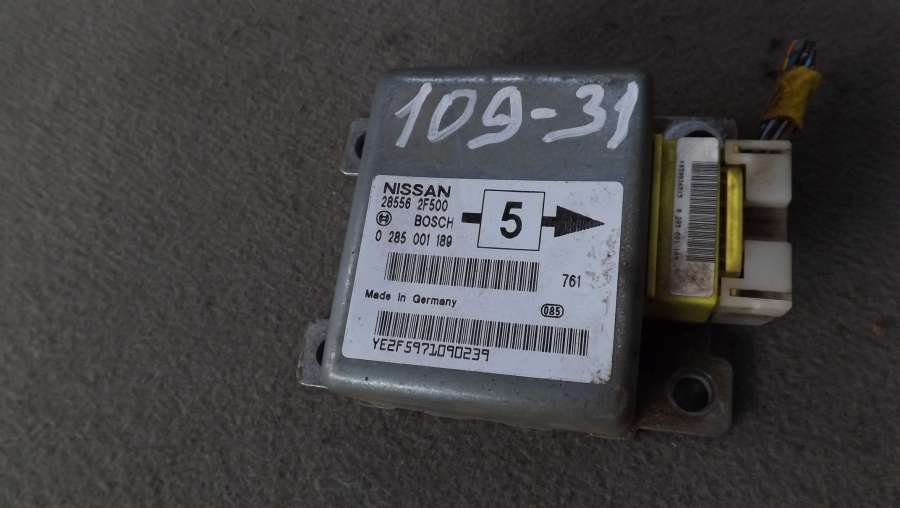 109-31
NISSAN
28556 2F500
BOSCH
0 285 001 189
5
761
Made in Germany
085
YE2F5971090239